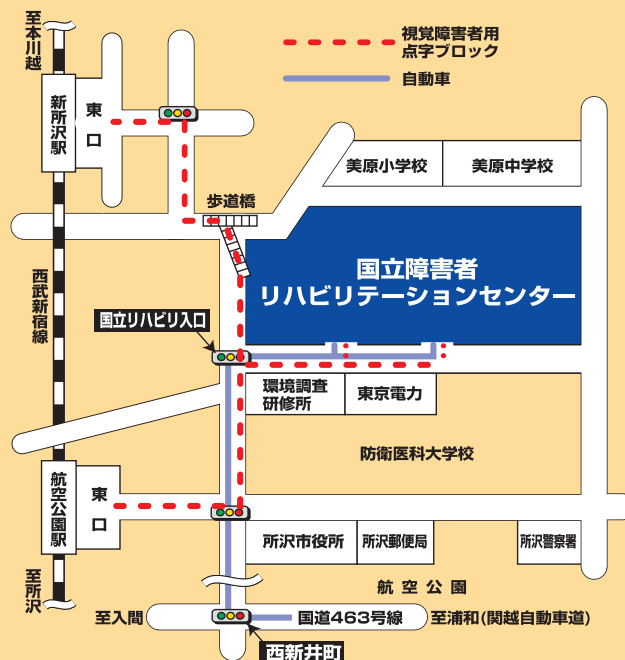 至本川越
視覚障害者用
点字ブロック
自動車
新所沢駅
東口
美原小学校
美原中学校
歩道橋
国立障害者
リハビリテーションセンター
西武新宿線
国立リハビリ入口
環境調査
研修所
東京電力
防衛医科大学校
航空公園駅
東口
所沢市役所
所沢郵便局
所沢警察署
至所沢
航空公園
至入間
国道463号線
至浦和(関越自動車道)
西新井町